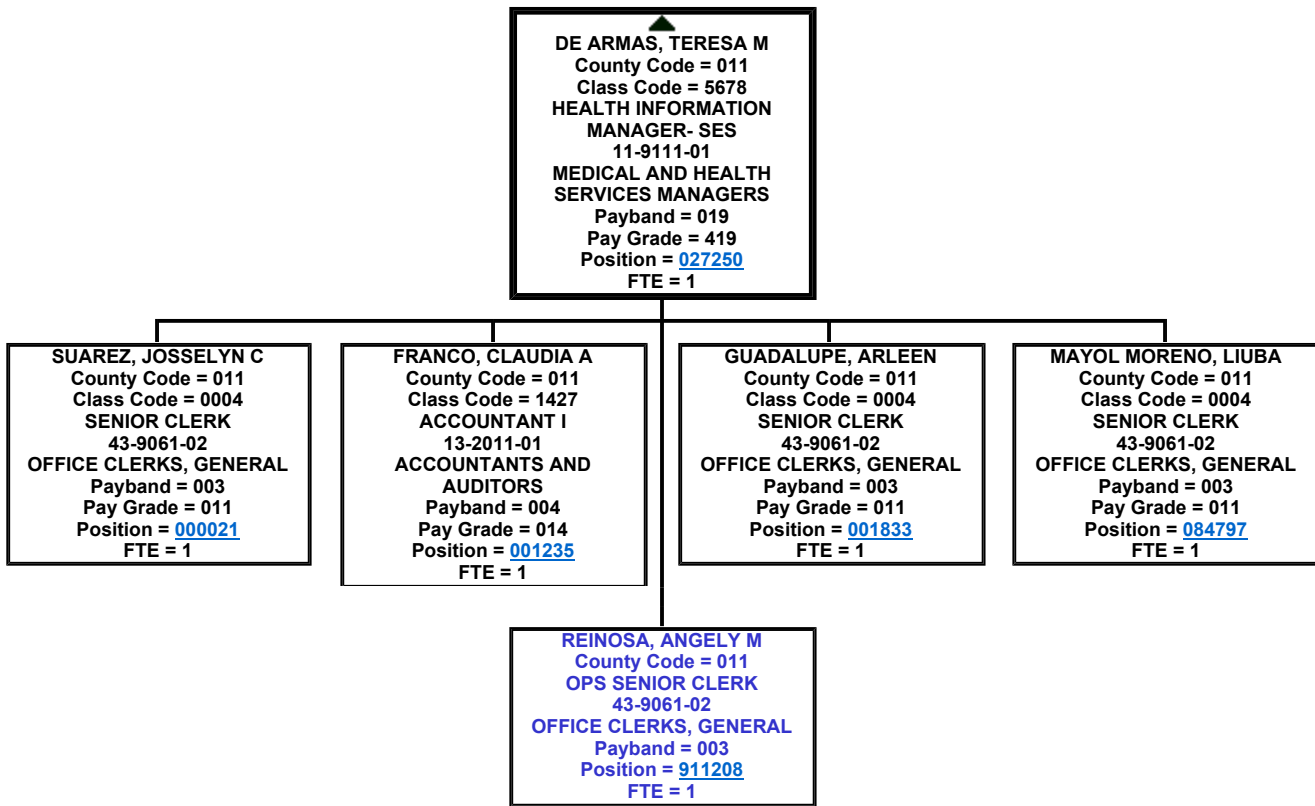 DE ARMAS, TERESA M
County Code = 011
Class Code = 5678
HEALTH INFORMATION
MANAGER- SES
11-9111-01
MEDICAL AND HEALTH
SERVICES MANAGERS
Payband = 019
Pay Grade = 419
Position = 027250
FTE = 1
SUAREZ, JOSSELYN C
County Code = 011
Class Code = 0004
SENIOR CLERK
43-9061-02
OFFICE CLERKS, GENERAL
Payband = 003
Pay Grade = 011
Position = 000021
FTE = 1
FRANCO, CLAUDIA A
County Code = 011
Class Code = 1427
ACCOUNTANT I
13-2011-01
ACCOUNTANTS AND
AUDITORS
Payband = 004
Pay Grade = 014
Position = 001235
FTE = 1
GUADALUPE, ARLEEN
County Code = 011
Class Code = 0004
SENIOR CLERK
43-9061-02
OFFICE CLERKS, GENERAL
Payband = 003
Pay Grade = 011
Position = 001833
FTE = 1
MAYOL MORENO, LIUBA
County Code = 011
Class Code = 0004
SENIOR CLERK
43-9061-02
OFFICE CLERKS, GENERAL
Payband = 003
Pay Grade = 011
Position = 084797
FTE = 1
REINOSA, ANGELY M
County Code = 011
OPS SENIOR CLERK
43-9061-02
OFFICE CLERKS, GENERAL
Payband = 003
Position = 911208
FTE = 1